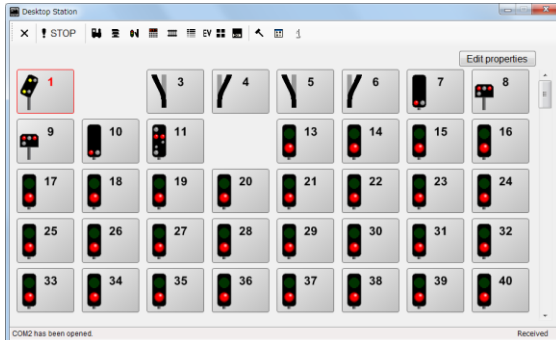 Desktop Station
STOP
EV
1
Edit properties
1 3 4 5 6 7 8
9 10 11 13 14 15 16
17 18 19 20 21 22 23 24
25 26 27 28 29 30 31 32
33 34 35 36 37 38 39 40
COM2 has been opened. Received